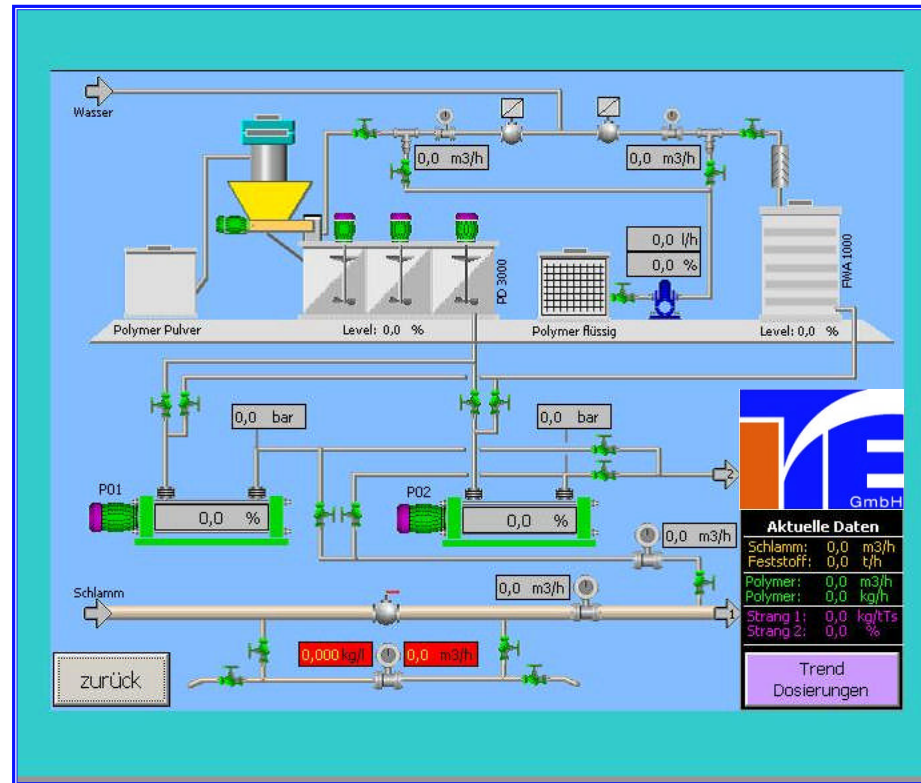 Wasser
0,0 m3/h
0,0 m3/h
0,0 l/h
0,0 %
PD 3000
FWA 1000
Polymer Pulver
Level: 0,0 %
Polymer flüssig
Level: 0,0 %
0,0 bar
0,0 bar
2
P01
0,0 %
P02
0,0 %
GmbH
0,0 m3/h
Aktuelle Daten
Schlamm: 0,0 m3/h
Feststoff: 0,0 t/h
Polymer: 0,0 m3/h
Polymer: 0,0 kg/h
Strang 1: 0,0 kg/tTs
Strang 2: 0,0 %
0,0 m3/h
Schlamm
1
0,000 kg/l
0,0 m3/h
zurück
Trend
Dosierungen